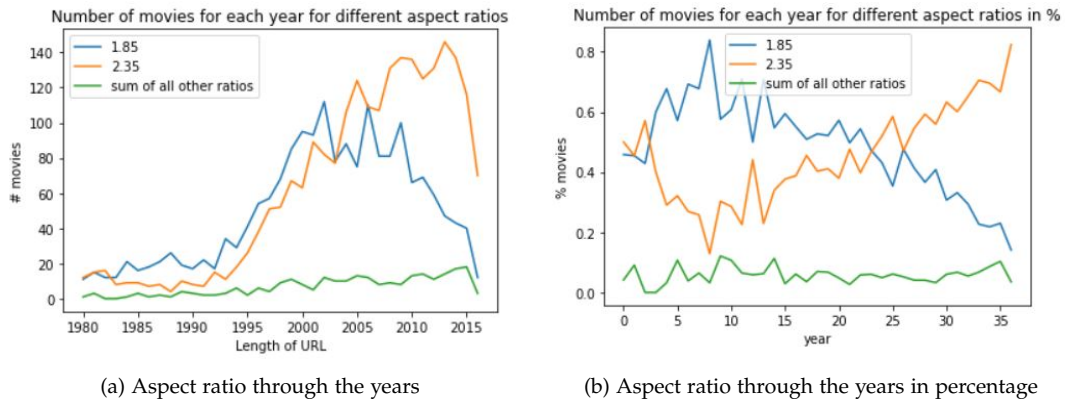 Number of movies for each year for different aspect ratios
1.85
2.35
sum of all other ratios
# movies
140
120
100
80
60
40
20
0
1980 1985 1990 1995 2000 2005 2010 2015
Length of URL
(a) Aspect ratio through the years
Number of movies for each year for different aspect ratios in %
1.85
2.35
sum of all other ratios
% movies
0.8
0.6
0.4
0.2
0.0
0 5 10 15 20 25 30 35
year
(b) Aspect ratio through the years in percentage